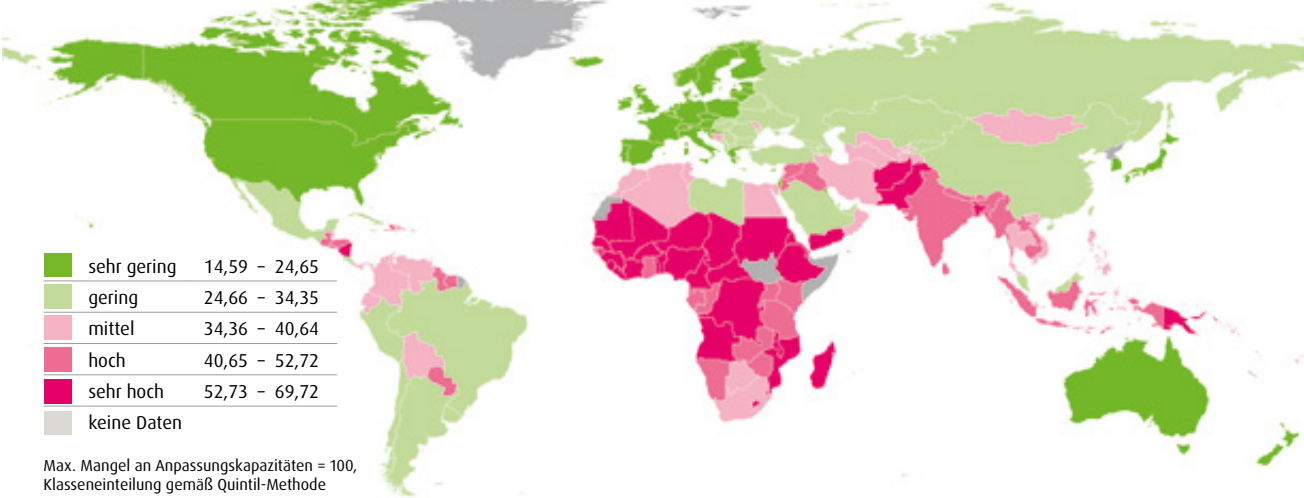 sehr gering 14,59 – 24,65
gering 24,66 – 34,35
mittel 34,36 – 40,64
hoch 40,65 – 52,72
sehr hoch 52,73 – 69,72
keine Daten
Max. Mangel an Anpassungskapazitäten = 100,
Klasseneinteilung gemäß Quintil-Methode